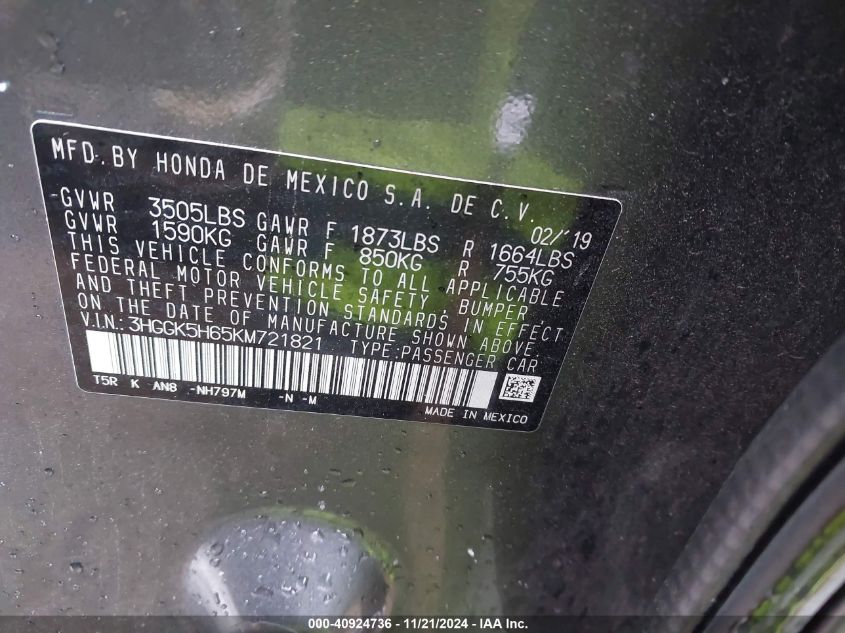 MFD. BY HONDA DE MEXICO S.A. DE C.V.
02/'19
GVWR 3505LBS GAWR F 1873LBS R 1664LBS
GVWR 1590KG GAWR F 850KG R 755KG
THIS VEHICLE CONFORMS TO ALL APPLICABLE
FEDERAL MOTOR VEHICLE SAFETY, BUMPER
AND THEFT PREVENTION STANDARDS IN EFFECT
ON THE DATE OF MANUFACTURE SHOWN ABOVE
V.I.N.: 3HGGK5H65KM721821 TYPE:PASSENGER CAR
T5R K AN8 -NH797M -N -M
MADE IN MEXICO
000-40924736 - 11/21/2024 - IAA Inc.